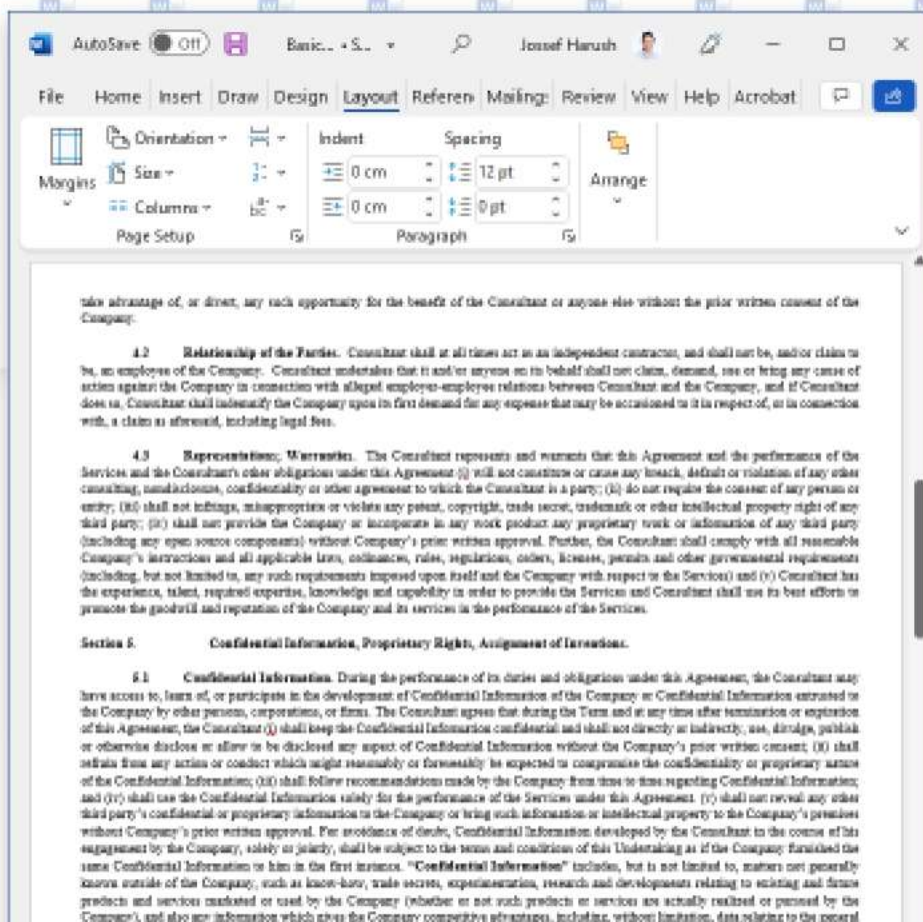 AutoSave Off Basic... • S... Jossef Harush
File Home Insert Draw Design Layout Referen Mailing: Review View Help Acrobat
Margins Orientation Size Columns Indent Spacing Arrange
0 cm 12 pt
0 cm 0 pt
Page Setup Paragraph
take advantage of, or divert, any such opportunity for the benefit of the Consultant or anyone else without the prior written consent of the
Company.
4.2 Relationship of the Parties. Consultant shall at all times act as an independent contractor, and shall not be, and/or claim to
be, an employee of the Company. Consultant undertakes that it and/or anyone on its behalf shall not claim, demand, sue or bring any cause of
action against the Company in connection with alleged employer-employee relations between Consultant and the Company, and if Consultant
does so, Consultant shall indemnify the Company upon its first demand for any expense that may be occasioned to it in respect of, or in connection
with, a claim as aforesaid, including legal fees.
4.3 Representations; Warranties. The Consultant represents and warrants that this Agreement and the performance of the
Services and the Consultant's other obligations under this Agreement (i) will not constitute or cause any breach, default or violation of any other
consulting, nondisclosure, confidentiality or other agreement to which the Consultant is a party; (ii) do not require the consent of any person or
entity; (iii) shall not infringe, misappropriate or violate any patent, copyright, trade secret, trademark or other intellectual property right of any
third party; (iv) shall not provide the Company or incorporate in any work product any proprietary work or information of any third party
(including any open source components) without Company's prior written approval. Further, the Consultant shall comply with all reasonable
Company's instructions and all applicable laws, ordinances, rules, regulations, orders, licenses, permits and other governmental requirements
(including, but not limited to, any such requirements imposed upon itself and the Company with respect to the Services) and (v) Consultant has
the experience, talent, required expertise, knowledge and capability in order to provide the Services and Consultant shall use its best efforts to
promote the goodwill and reputation of the Company and its services in the performance of the Services.
Section 5. Confidential Information, Proprietary Rights, Assignment of Inventions.
5.1 Confidential Information. During the performance of its duties and obligations under this Agreement, the Consultant may
have access to, learn of, or participate in the development of Confidential Information of the Company or Confidential Information entrusted to
the Company by other persons, corporations, or firms. The Consultant agrees that during the Term and at any time after termination or expiration
of this Agreement, the Consultant (i) shall keep the Confidential Information confidential and shall not directly or indirectly, use, divulge, publish
or otherwise disclose or allow to be disclosed any aspect of Confidential Information without the Company's prior written consent; (ii) shall
refrain from any action or conduct which might reasonably or foreseeably be expected to compromise the confidentiality or proprietary nature
of the Confidential Information; (iii) shall follow recommendations made by the Company from time to time regarding Confidential Information;
and (iv) shall use the Confidential Information solely for the performance of the Services under this Agreement. (v) shall not reveal any other
third party's confidential or proprietary information to the Company or bring such information or intellectual property to the Company's premises
without Company's prior written approval. For avoidance of doubt, Confidential Information developed by the Consultant in the course of his
engagement by the Company, solely or jointly, shall be subject to the terms and conditions of this Undertaking as if the Company furnished the
same Confidential Information to him in the first instance. "Confidential Information" includes, but is not limited to, matters not generally
known outside of the Company, such as know-how, trade secrets, experimentation, research and developments relating to existing and future
products and services marketed or used by the Company (whether or not such products or services are actually realized or pursued by the
Company), and also any information which gives the Company competitive advantages, including, without limitation, data relating to the